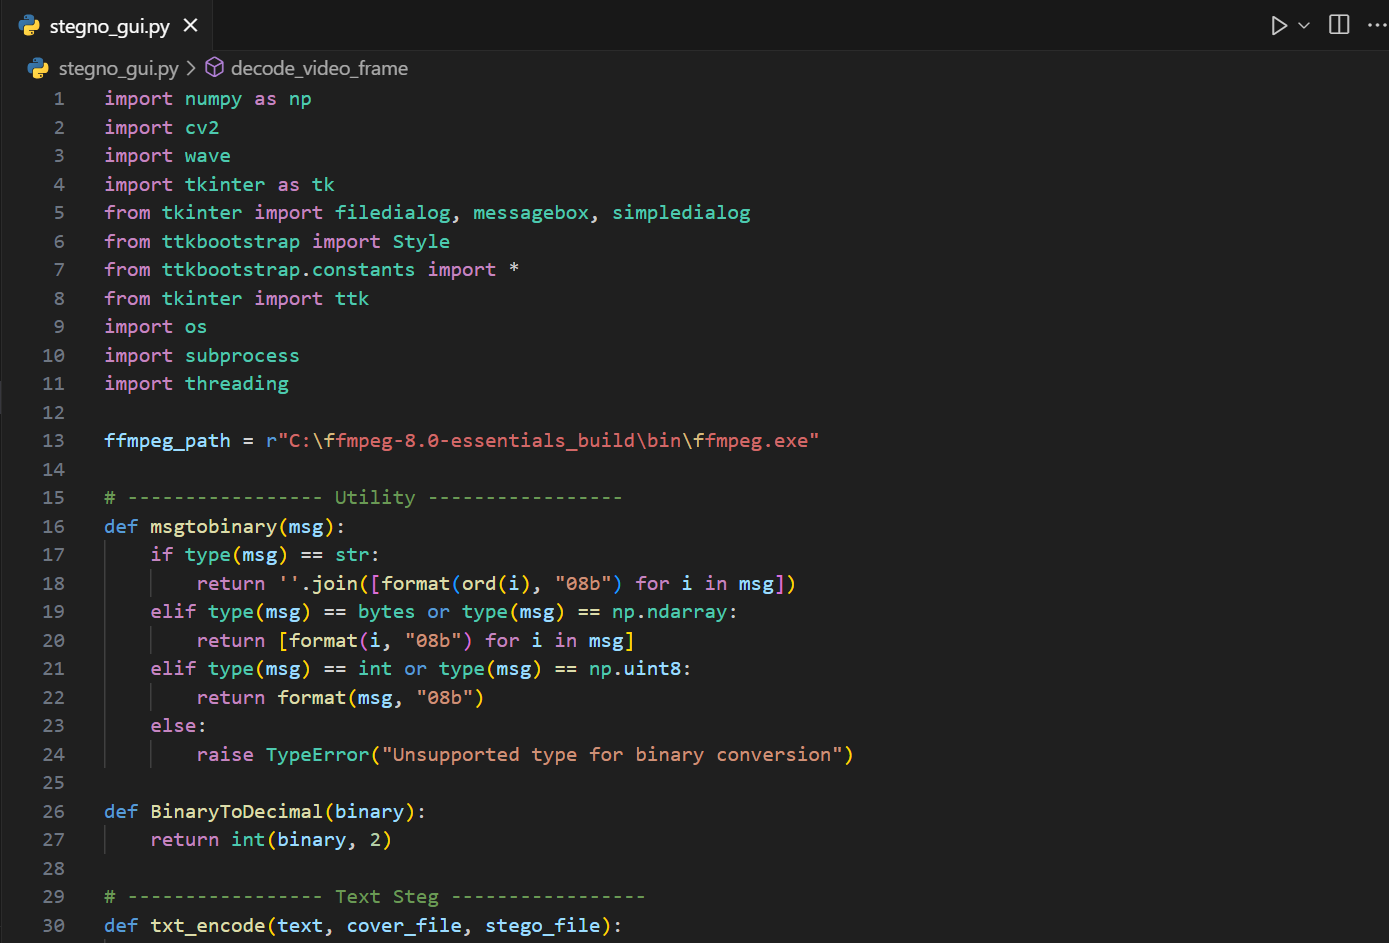 stegno_gui.py
stegno_gui.py > decode_video_frame
1 import numpy as np
2 import cv2
3 import wave
4 import tkinter as tk
5 from tkinter import filedialog, messagebox, simpledialog
6 from ttkbootstrap import Style
7 from ttkbootstrap.constants import *
8 from tkinter import ttk
9 import os
10 import subprocess
11 import threading
12
13 ffmpeg_path = r"C:\ffmpeg-8.0-essentials_build\bin\ffmpeg.exe"
14
15 # ----------------- Utility -----------------
16 def msgtobinary(msg):
17     if type(msg) == str:
18         return ''.join([format(ord(i), "08b") for i in msg])
19     elif type(msg) == bytes or type(msg) == np.ndarray:
20         return [format(i, "08b") for i in msg]
21     elif type(msg) == int or type(msg) == np.uint8:
22         return format(msg, "08b")
23     else:
24         raise TypeError("Unsupported type for binary conversion")
25
26 def BinaryToDecimal(binary):
27     return int(binary, 2)
28
29 # ----------------- Text Steg -----------------
30 def txt_encode(text, cover_file, stego_file):